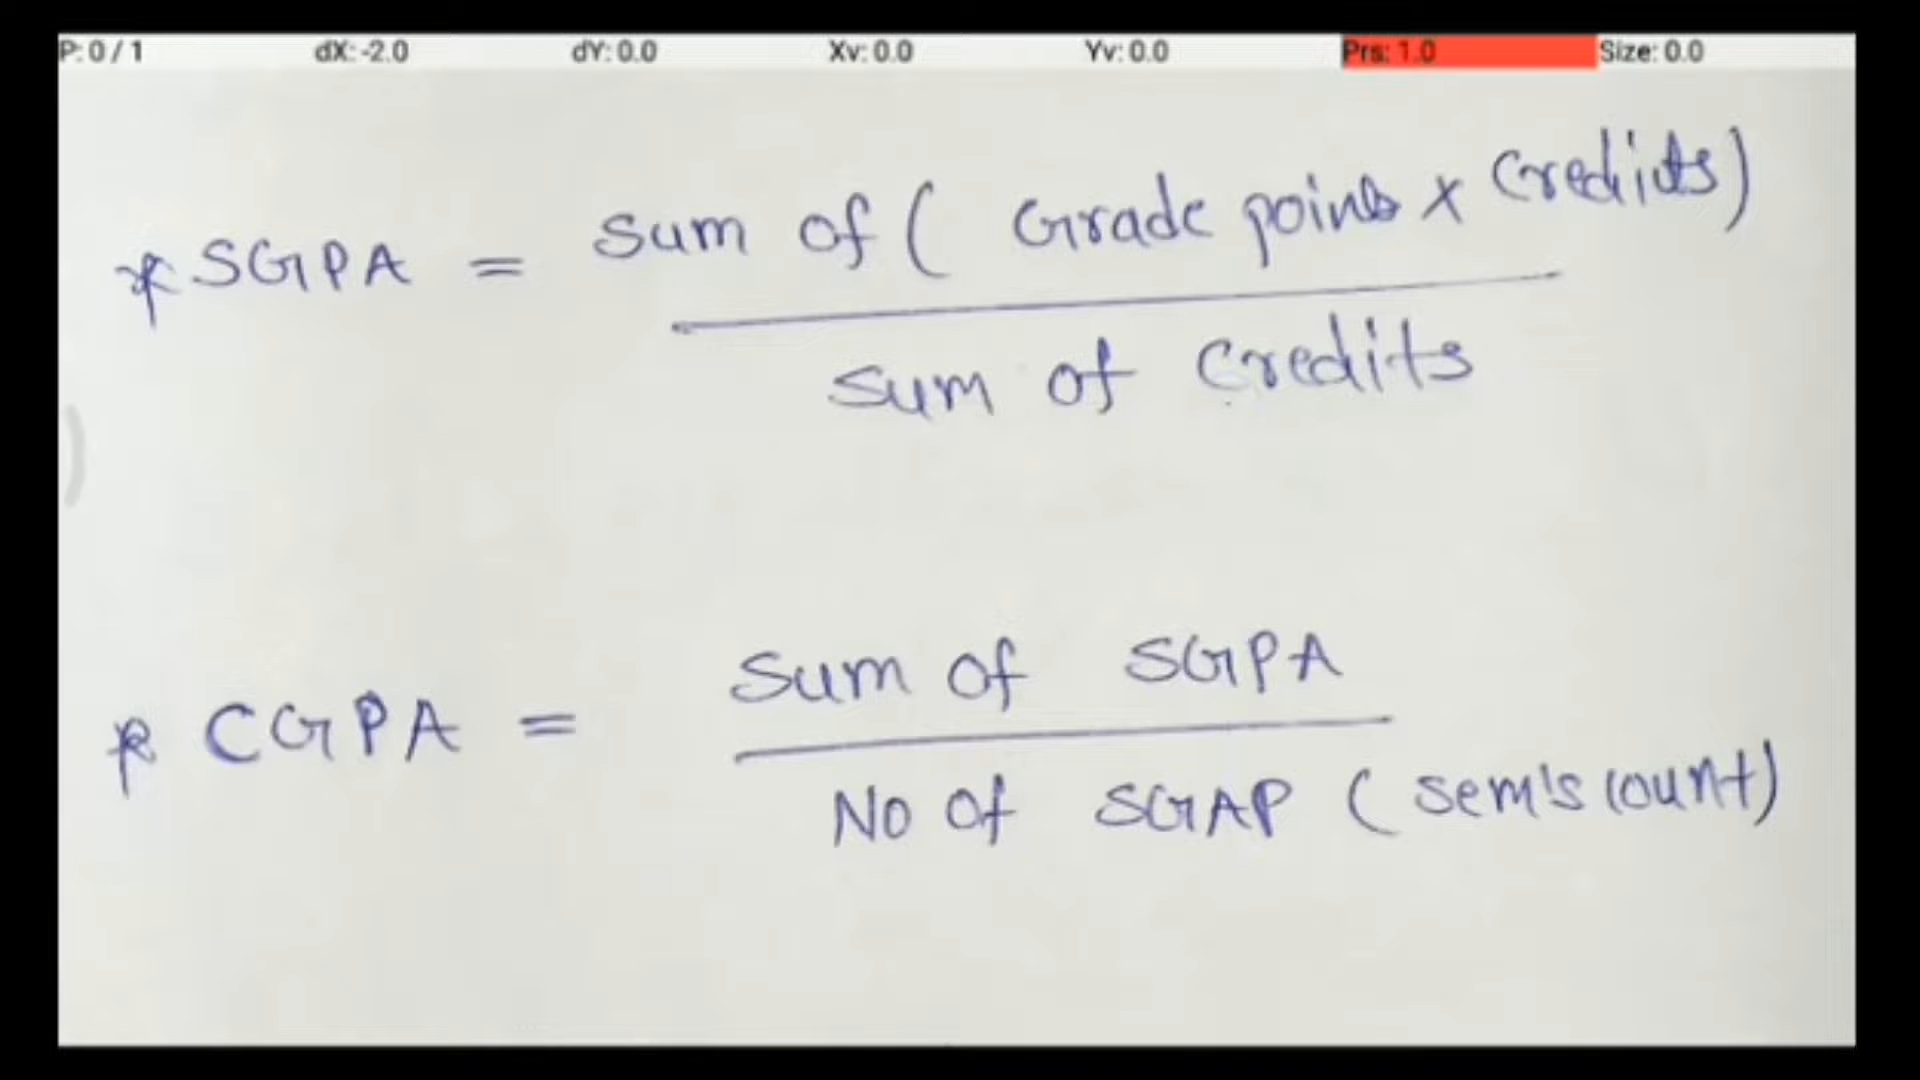 P: 0 / 1 dX: -2.0 dY: 0.0 Xv: 0.0 Yv: 0.0 Prs: 1.0 Size: 0.0
* SGPA = sum of ( Grade points x Credits)
sum of Credits
* CGPA = Sum of SGPA
No of SGAP ( sem's count)